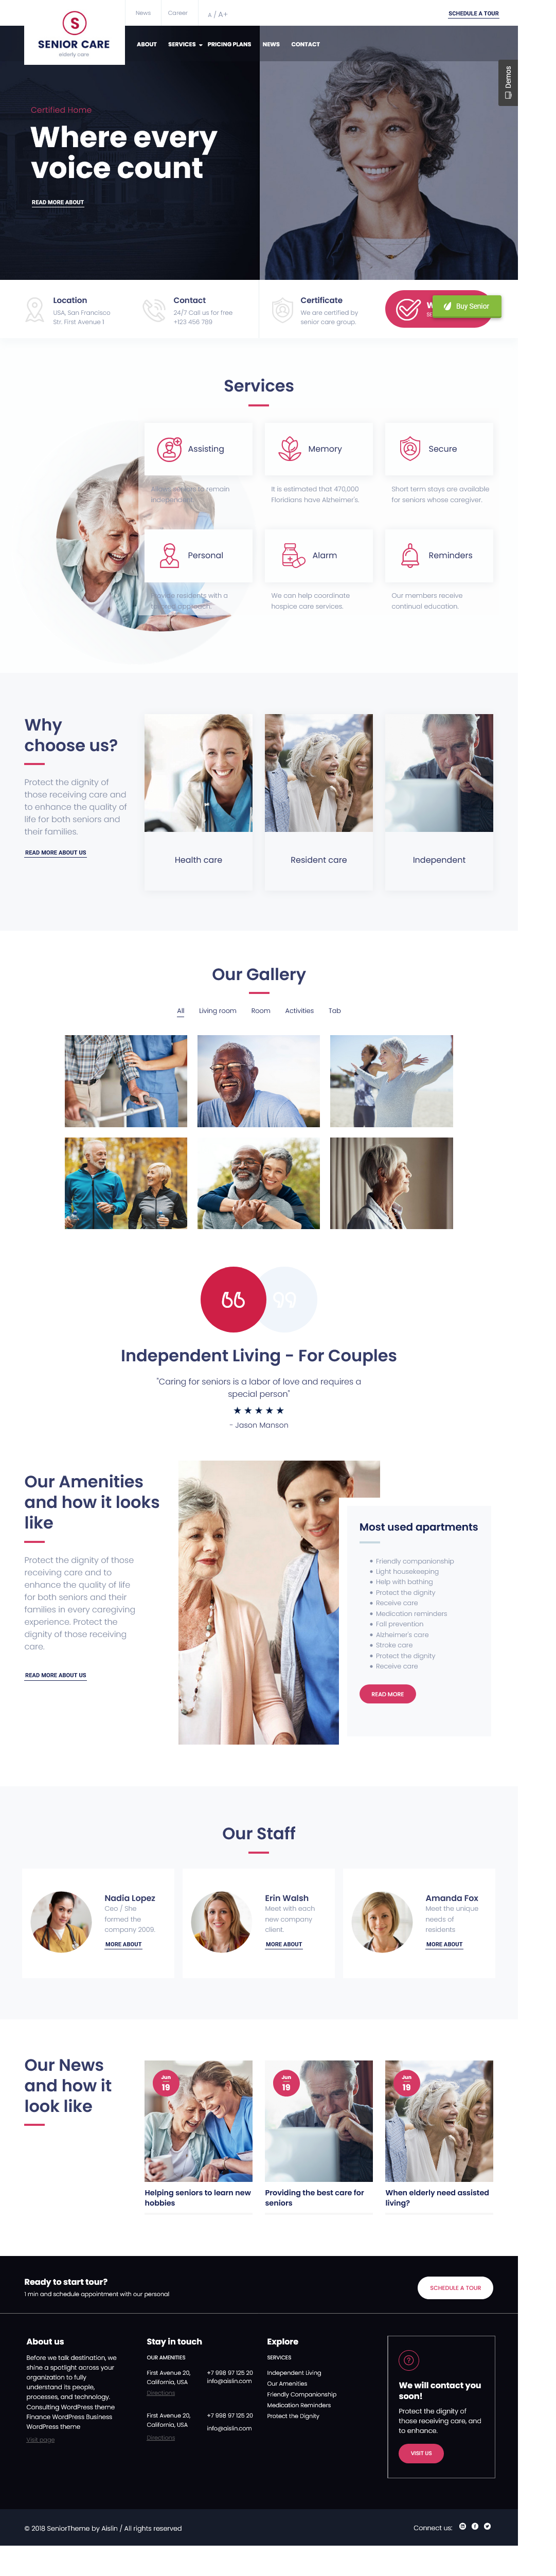 News
Career
A / A+
SCHEDULE A TOUR
S
SENIOR CARE
elderly care
ABOUT
SERVICES
PRICING PLANS
NEWS
CONTACT
Demos
Certified Home
Where every
voice count
READ MORE ABOUT
Location
USA, San Francisco
Str. First Avenue 1
Contact
24/7 Call us for free
+123 456 789
Certificate
We are certified by
senior care group.
Buy Senior
Services
Assisting
Memory
Secure
seniors to remain
It is estimated that 470,000
Floridians have Alzheimer's.
Short term stays are available
for seniors whose caregiver.
Personal
Alarm
Reminders
residents with a
We can help coordinate
hospice care services.
Our members receive
continual education.
Why
choose us?
Protect the dignity of
those receiving care and
to enhance the quality of
life for both seniors and
their families.
READ MORE ABOUT US
Health care
Resident care
Independent
Our Gallery
All
Living room
Room
Activities
Tab
Independent Living - For Couples
"Caring for seniors is a labor of love and requires a
special person"
★ ★ ★ ★ ★
- Jason Manson
Our Amenities
and how it looks
like
Protect the dignity of those
receiving care and to
enhance the quality of life
for both seniors and their
families in every caregiving
experience. Protect the
dignity of those receiving
care.
READ MORE ABOUT US
Most used apartments
Friendly companionship
Light housekeeping
Help with bathing
Protect the dignity
Receive care
Medication reminders
Fall prevention
Alzheimer's care
Stroke care
Protect the dignity
Receive care
READ MORE
Our Staff
Nadia Lopez
Ceo / She
formed the
company 2009.
MORE ABOUT
Erin Walsh
Meet with each
new company
client.
MORE ABOUT
Amanda Fox
Meet the unique
needs of
residents
MORE ABOUT
Our News
and how it
look like
Jun
19
Helping seniors to learn new
hobbies
Jun
19
Providing the best care for
seniors
Jun
19
When elderly need assisted
living?
Ready to start tour?
1 min and schedule appointment with our personal
SCHEDULE A TOUR
About us
Before we talk destination, we
shine a spotlight across your
organization to fully
understand its people,
processes, and technology.
Consulting WordPress theme
Finance WordPress Business
WordPress theme
Visit page
Stay in touch
OUR AMENITIES
First Avenue 20,
California, USA
Directions
+7 998 97 125 20
info@aislin.com
First Avenue 20,
California, USA
Directions
+7 998 97 125 20
info@aislin.com
Explore
SERVICES
Independent Living
Our Amenities
Friendly Companionship
Medication Reminders
Protect the Dignity
We will contact you
soon!
Protect the dignity of
those receiving care, and
to enhance.
VISIT US
© 2018 SeniorTheme by Aislin / All rights reserved
Connect us: